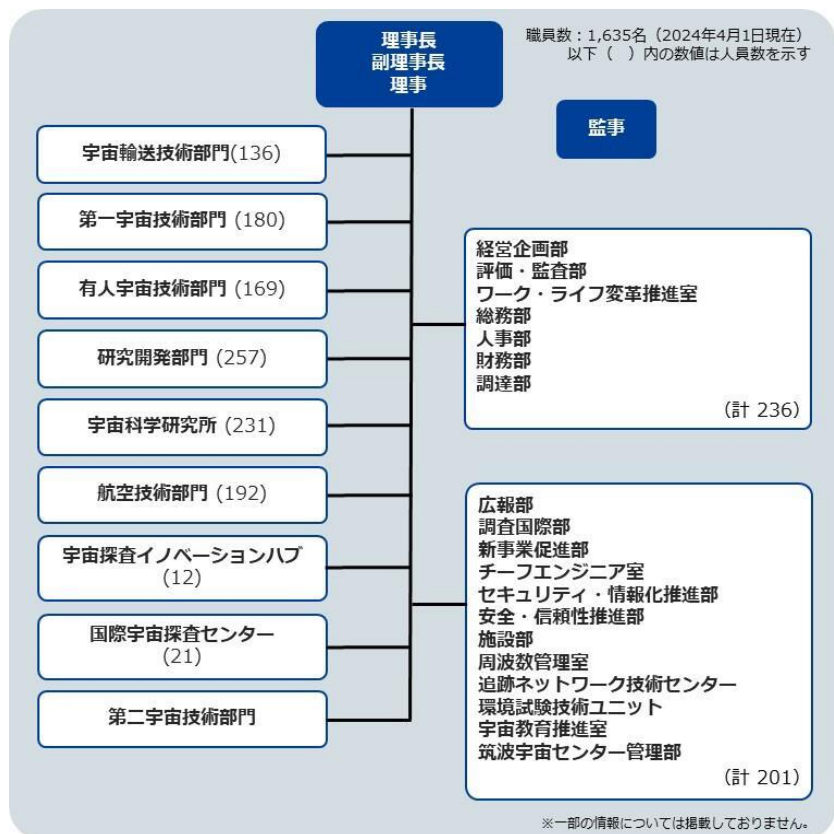 理事長
副理事長
理事
職員数：1,635名（2024年4月1日現在）
以下（　）内の数値は人員数を示す
監事
宇宙輸送技術部門(136)
第一宇宙技術部門 (180)
有人宇宙技術部門 (169)
研究開発部門 (257)
宇宙科学研究所 (231)
航空技術部門 (192)
宇宙探査イノベーションハブ
(12)
国際宇宙探査センター
(21)
第二宇宙技術部門
経営企画部
評価・監査部
ワーク・ライフ変革推進室
総務部
人事部
財務部
調達部
（計 236）
広報部
調査国際部
新事業促進部
チーフエンジニア室
セキュリティ・情報化推進部
安全・信頼性推進部
施設部
周波数管理室
追跡ネットワーク技術センター
環境試験技術ユニット
宇宙教育推進室
筑波宇宙センター管理部
（計 201）
※一部の情報については掲載しておりません。